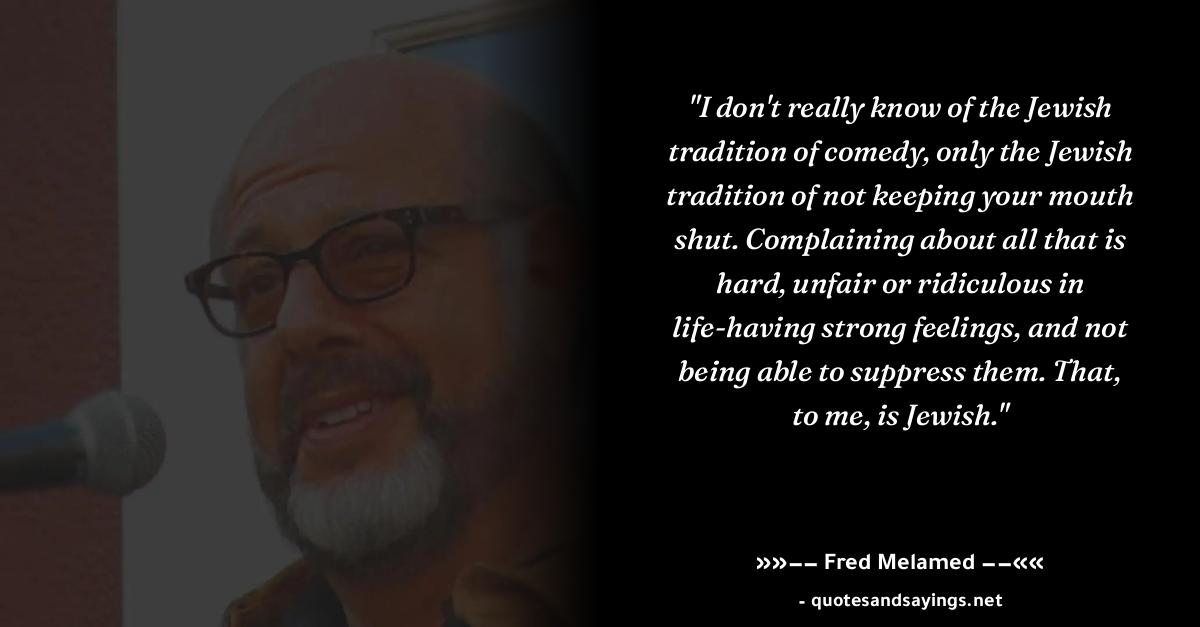 "I don't really know of the Jewish
tradition of comedy, only the Jewish
tradition of not keeping your mouth
shut. Complaining about all that is
hard, unfair or ridiculous in
life-having strong feelings, and not
being able to suppress them. That,
to me, is Jewish."
»»−− Fred Melamed −−««
- quotesandsayings.net